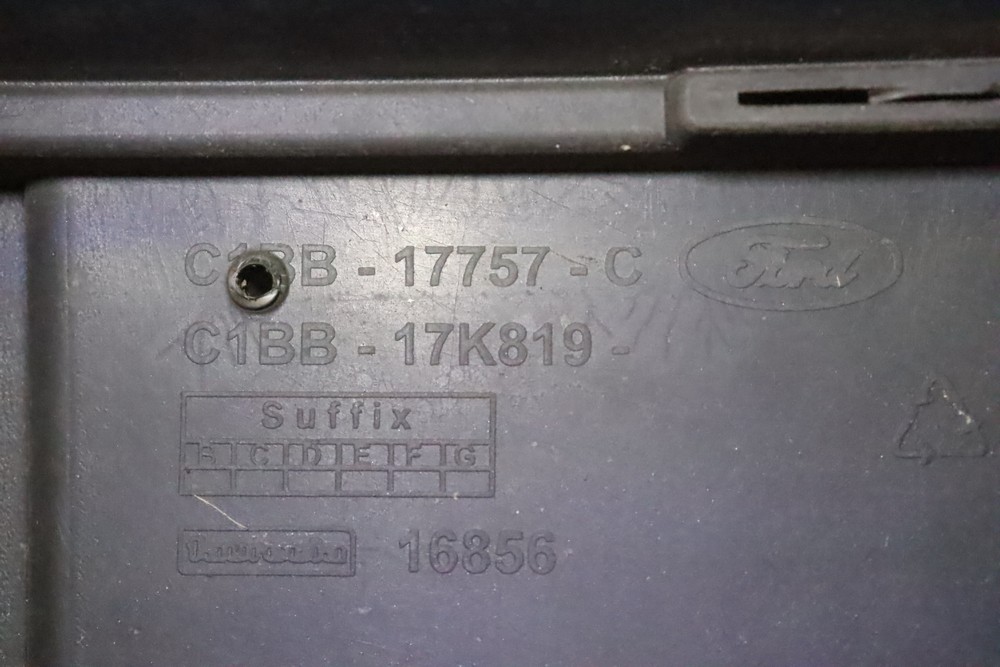 C1BB - 17757 - C
Ford
C1BB - 17K819 -
Suffix
B C D E F G
16856